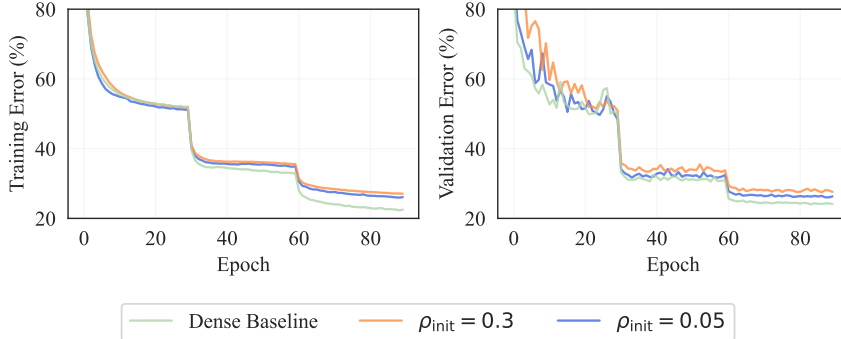 Training Error (%)
80
60
40
20
0
20
40
60
80
Epoch
Validation Error (%)
80
60
40
20
0
20
40
60
80
Epoch
Dense Baseline
ρinit = 0.3
ρinit = 0.05